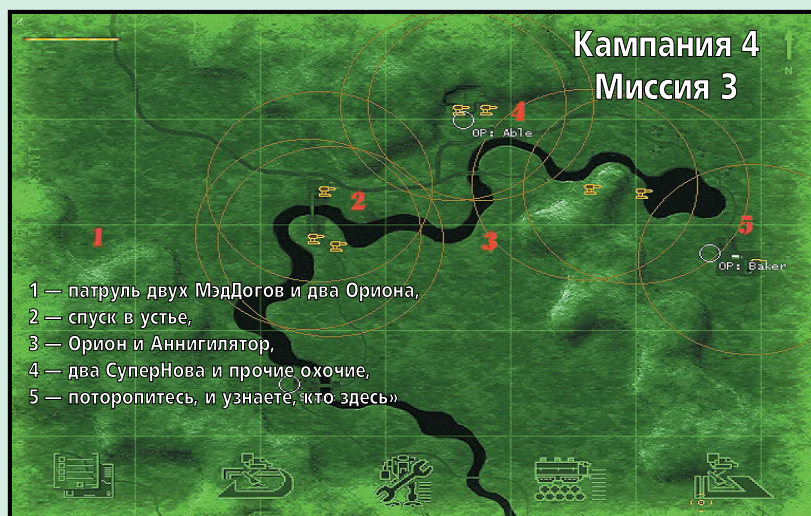 Кампания 4
Миссия 3
N
4
OP: Able
2
1
3
5
OP: Baker
1 — патруль двух МэдДогов и два Ориона,
2 — спуск в устье,
3 — Орион и Аннигилятор,
4 — два СуперНова и прочие охочие,
5 — поторопитесь, и узнаете, кто здесь»